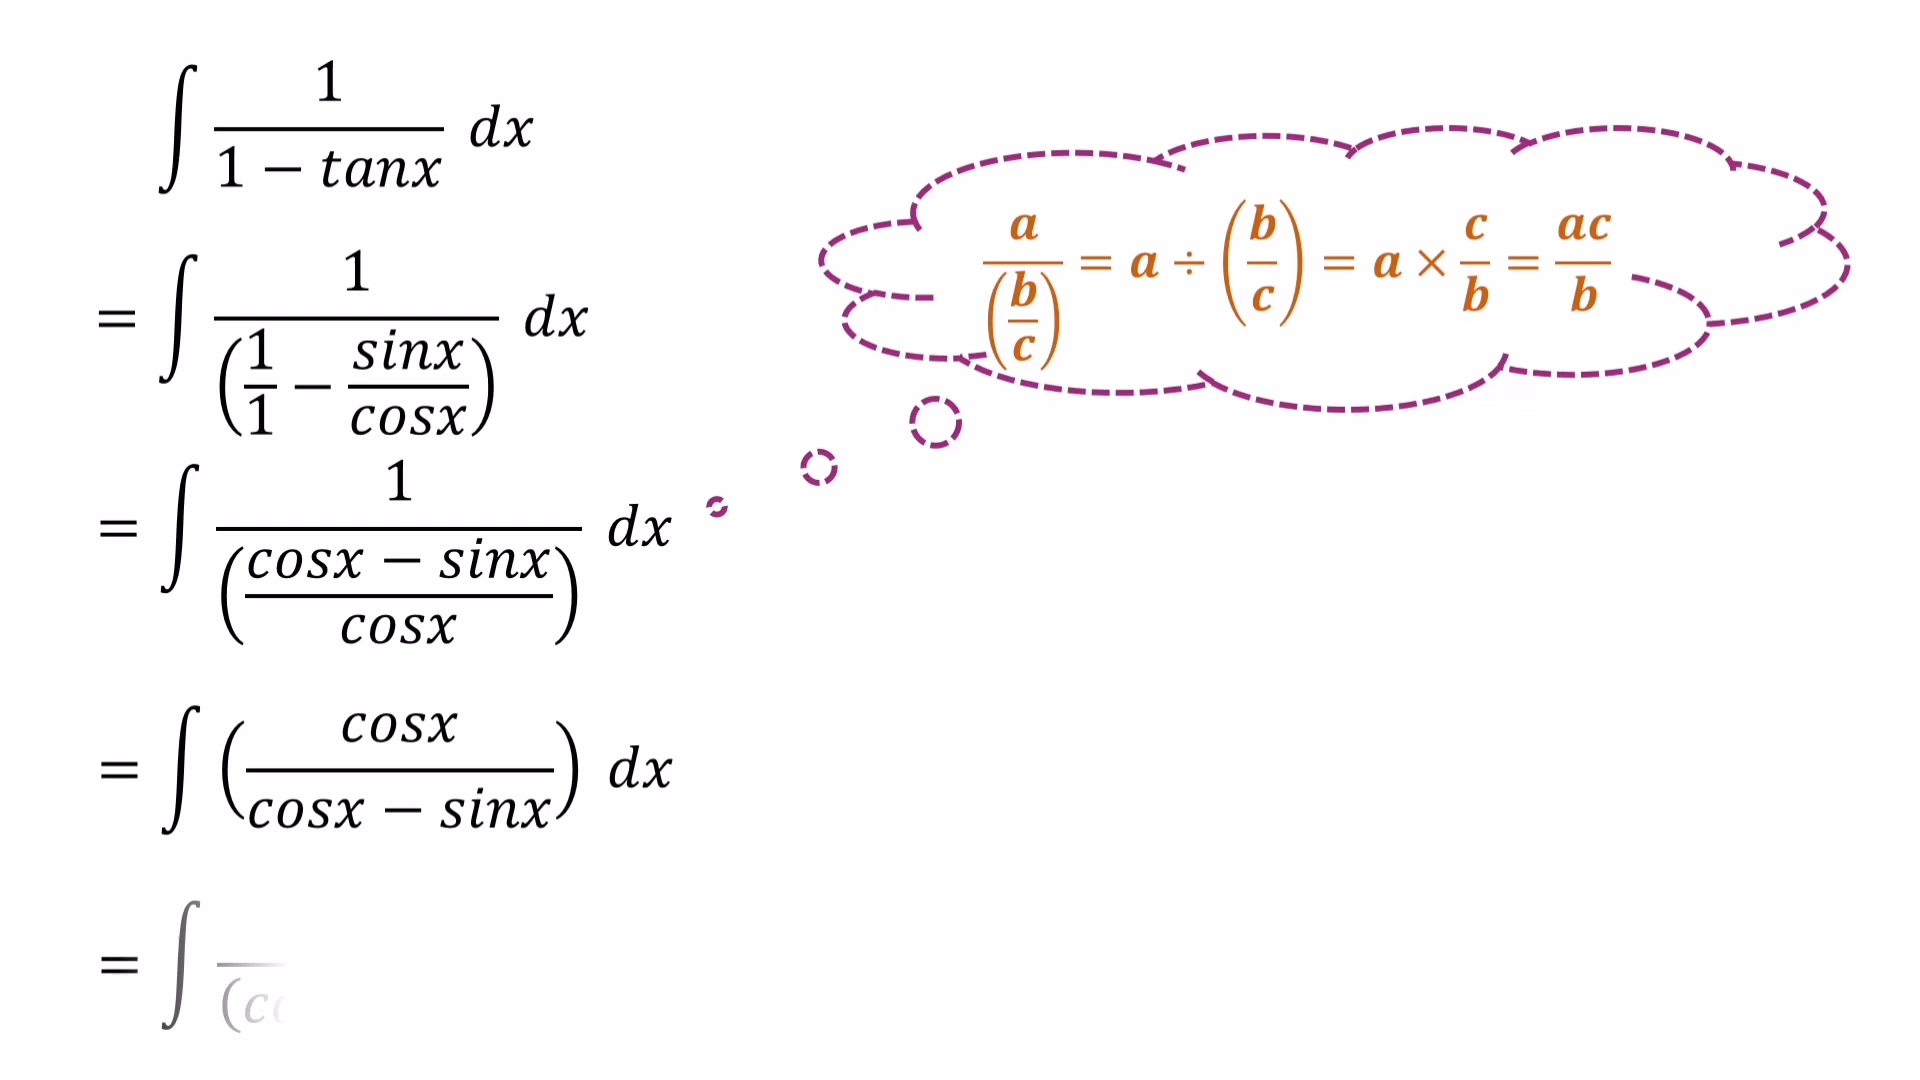 ∫ 1/(1 − tanx) dx
= ∫ 1/(1/1 − sinx/cosx) dx
= ∫ 1/((cosx − sinx)/cosx) dx
= ∫ (cosx/(cosx − sinx)) dx
= ∫ (c
a/(b/c) = a ÷ (b/c) = a × c/b = ac/b